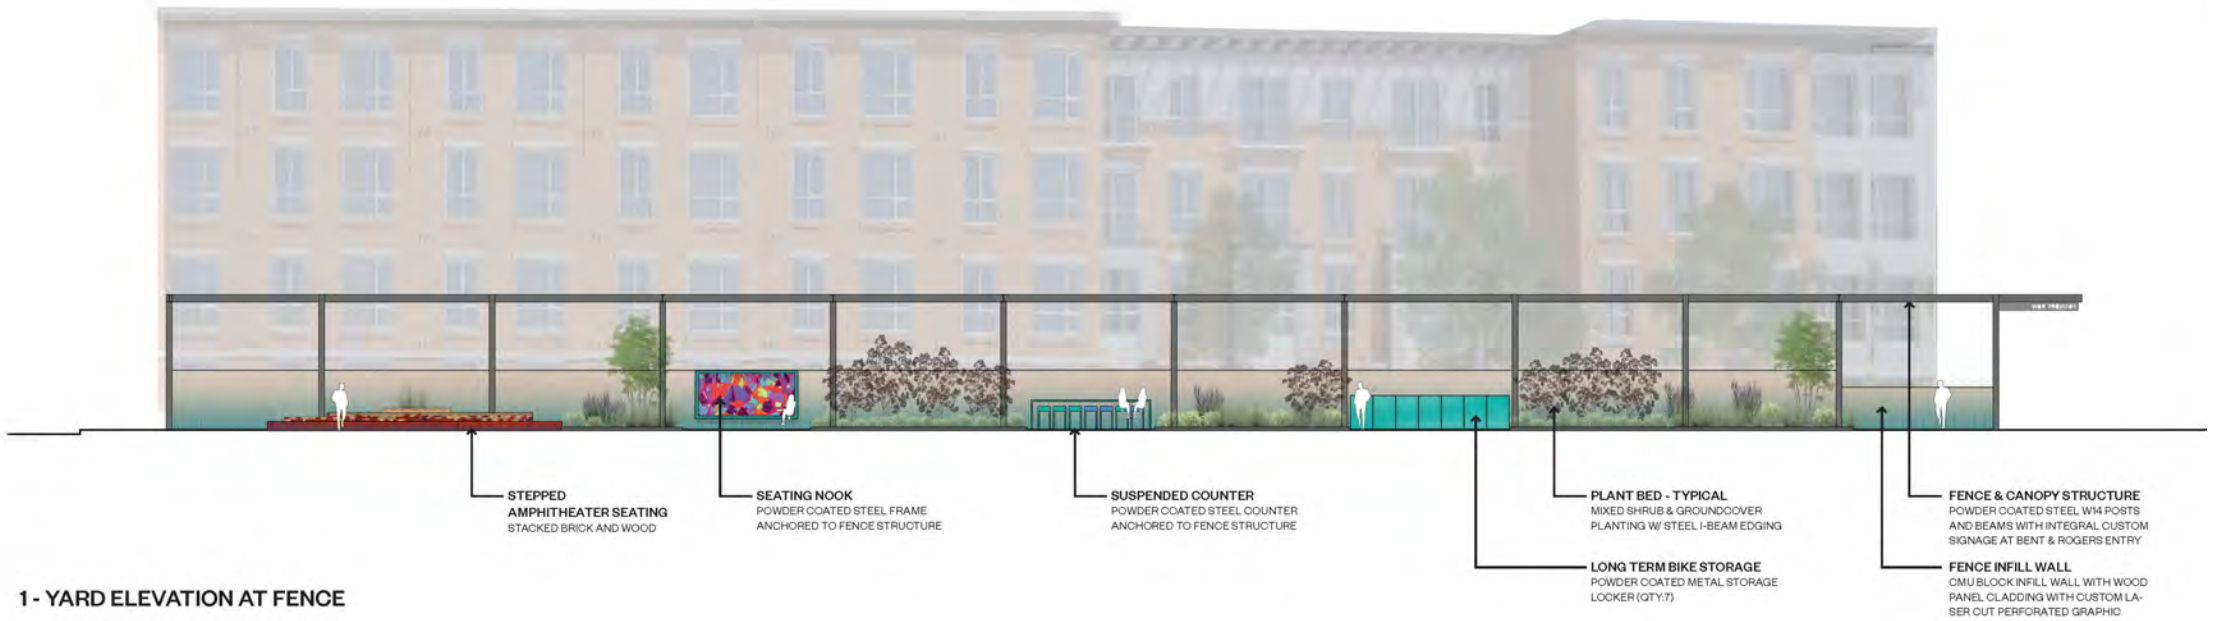 STEPPED
AMPHITHEATER SEATING
STACKED BRICK AND WOOD
SEATING NOOK
POWDER COATED STEEL FRAME
ANCHORED TO FENCE STRUCTURE
SUSPENDED COUNTER
POWDER COATED STEEL COUNTER
ANCHORED TO FENCE STRUCTURE
PLANT BED - TYPICAL
MIXED SHRUB & GROUNDCOVER
PLANTING W/ STEEL I-BEAM EDGING
LONG TERM BIKE STORAGE
POWDER COATED METAL STORAGE
LOCKER (QTY:7)
FENCE & CANOPY STRUCTURE
POWDER COATED STEEL W14 POSTS
AND BEAMS WITH INTEGRAL CUSTOM
SIGNAGE AT BENT & ROGERS ENTRY
FENCE INFILL WALL
CMU BLOCK INFILL WALL WITH WOOD
PANEL CLADDING WITH CUSTOM LA-
SER CUT PERFORATED GRAPHIC
1 - YARD ELEVATION AT FENCE